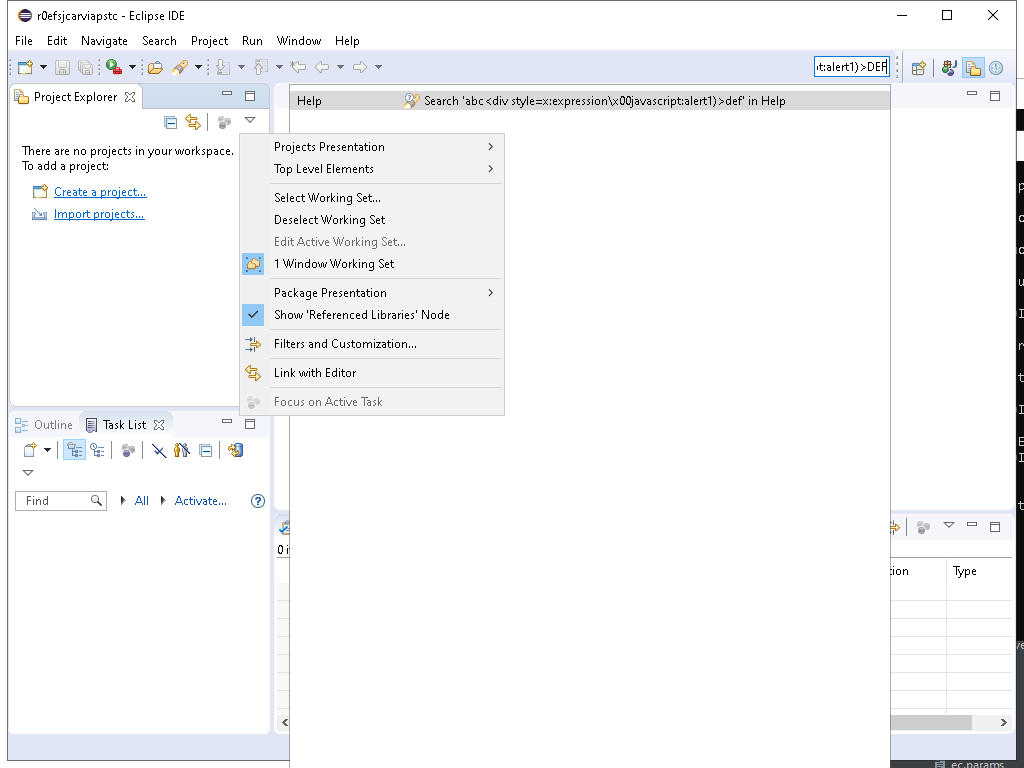 r0efsjcarviapstc - Eclipse IDE
File Edit Navigate Search Project Run Window Help
t:alert1)>DEF
Project Explorer
Help Search 'abc<div style=x:expression\x00javascript:alert1)>def' in Help
There are no projects in your workspace.
To add a project:
Create a project...
Import projects...
Projects Presentation
Top Level Elements
Select Working Set...
Deselect Working Set
Edit Active Working Set...
1 Window Working Set
Package Presentation
Show 'Referenced Libraries' Node
Filters and Customization...
Link with Editor
Focus on Active Task
Outline Task List
Find All Activate...
0 i
tion Type
ec.params